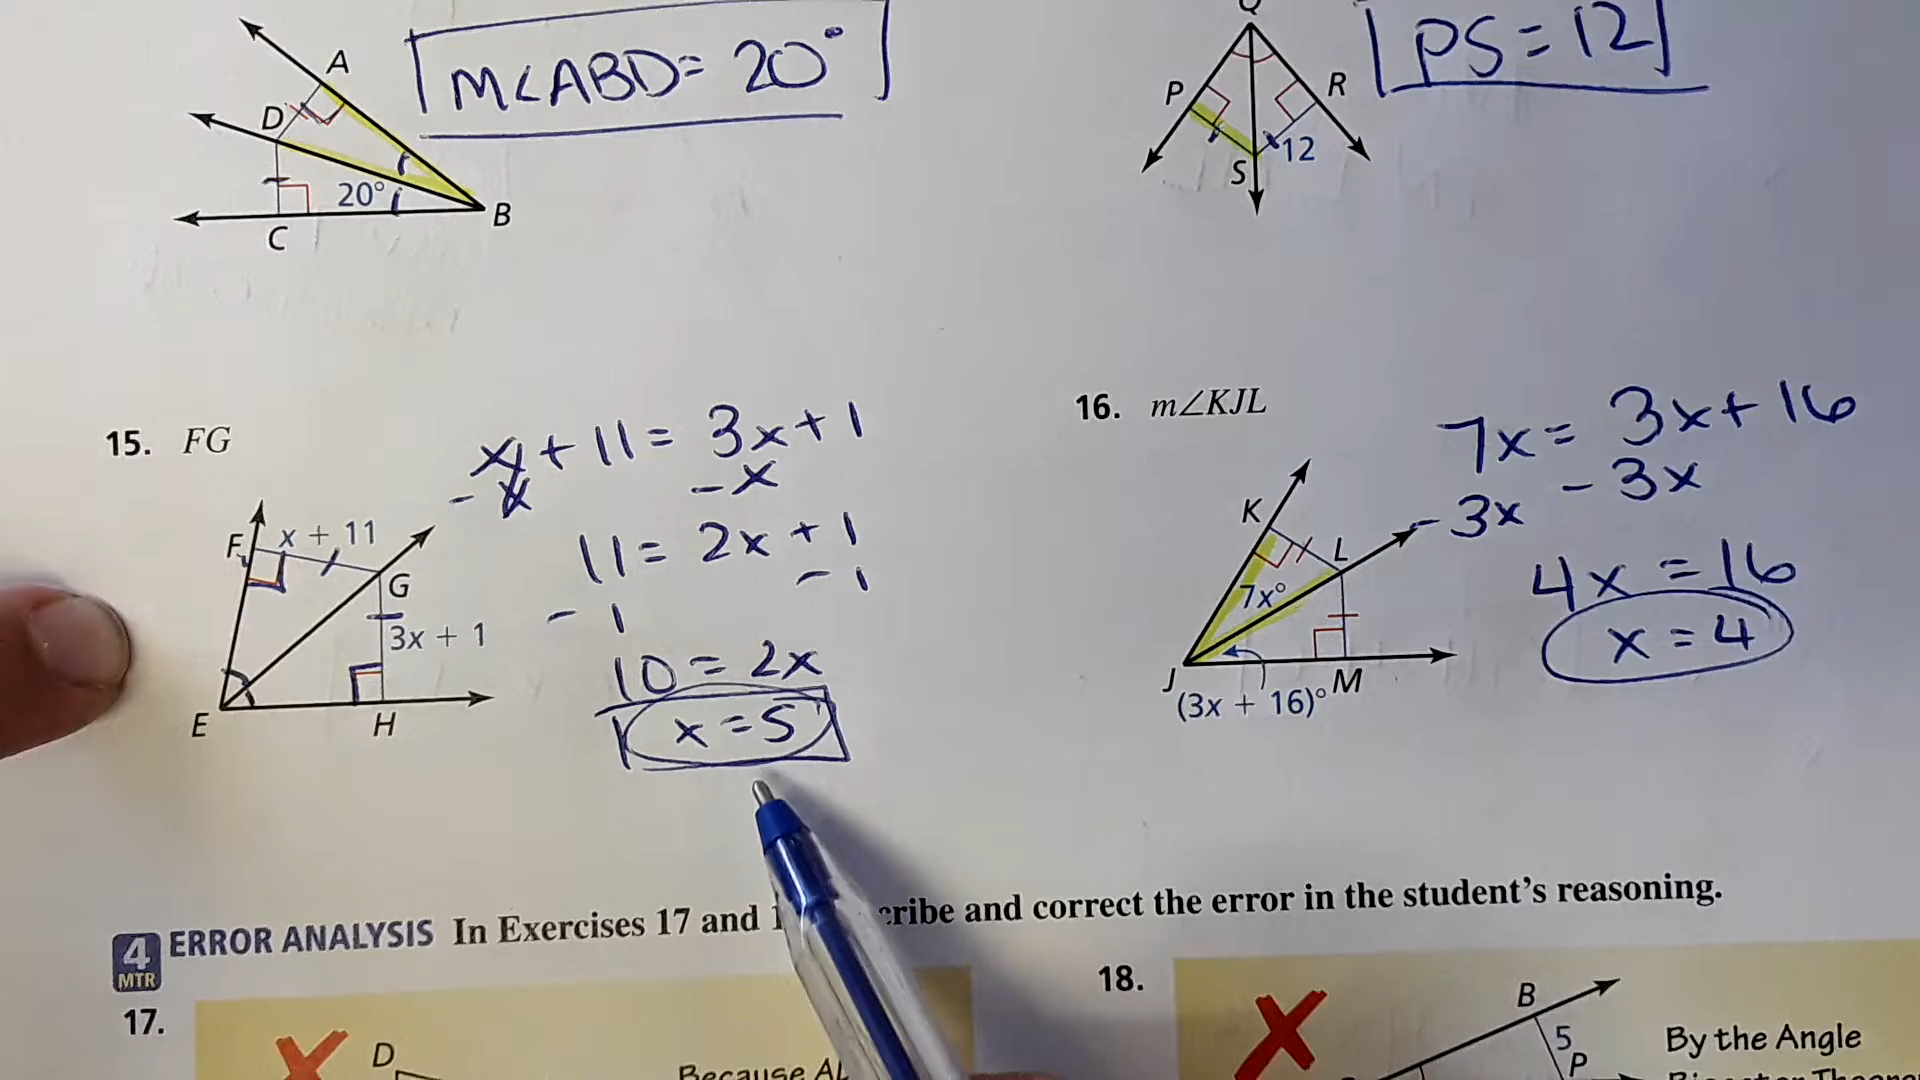 A
m∠ABD = 20°
D
20°
B
C
Q
PS = 12
P
R
12
S
15. FG
x + 11 = 3x + 1
- x - x
11 = 2x + 1
- 1 - 1
10 = 2x
x = 5
F
x + 11
G
3x + 1
E
H
16. m∠KJL
7x = 3x + 16
- 3x - 3x
4x = 16
x = 4
K
L
7x°
J
M
(3x + 16)°
4
MTR
ERROR ANALYSIS In Exercises 17 and and correct the error in the student's reasoning.
17.
D
Because
18.
B
5
P
By the Angle